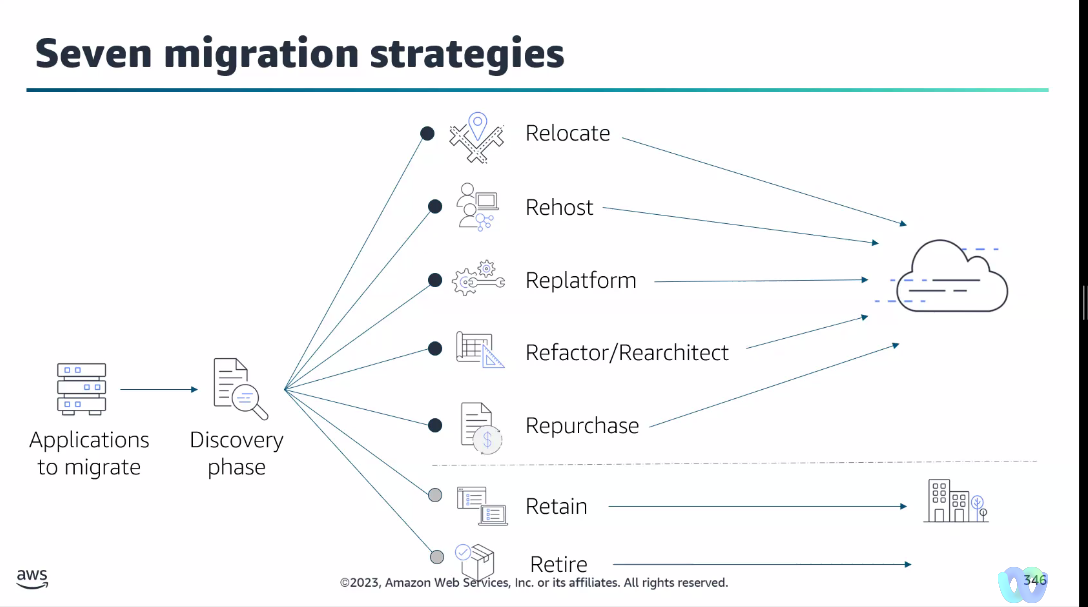 Seven migration strategies
Relocate
Rehost
Replatform
Refactor/Rearchitect
Applications
to migrate
Discovery
phase
Repurchase
$
Retain
Retire
aws
©2023, Amazon Web Services, Inc. or its affiliates. All rights reserved.
346